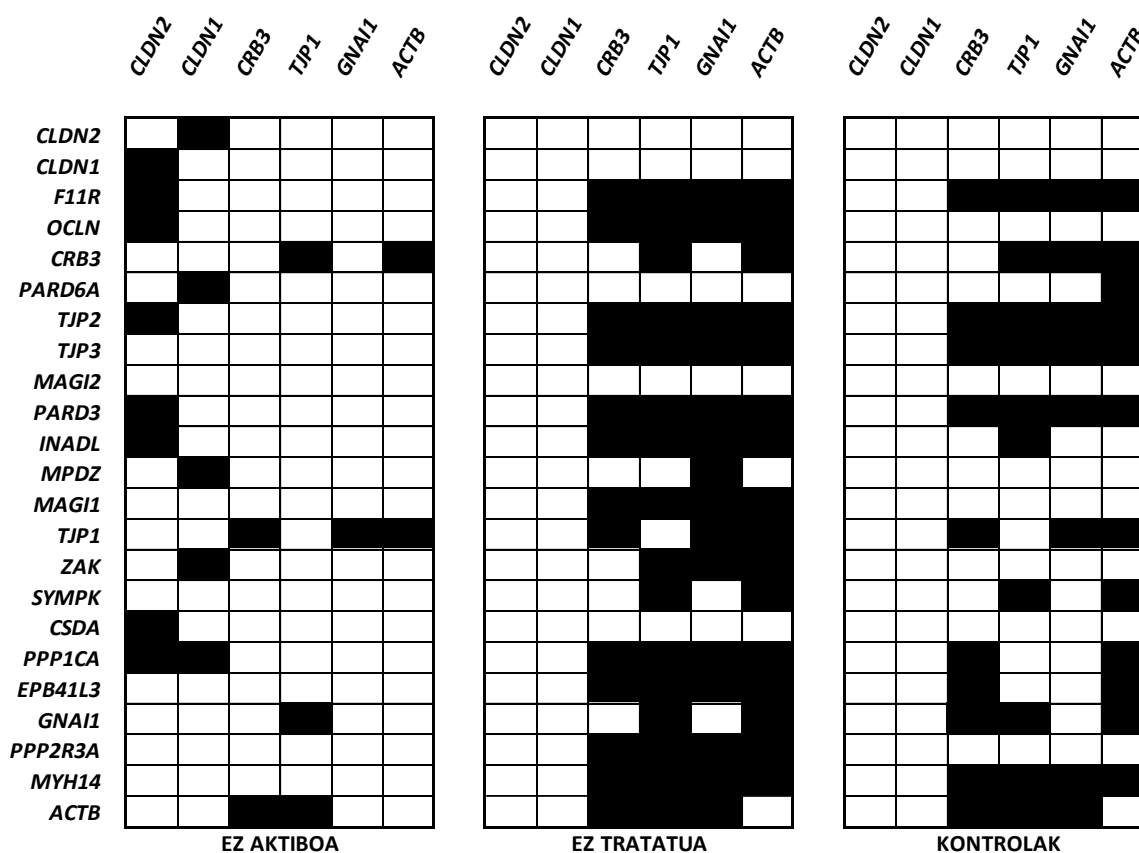 CLDN2 CLDN1 CRB3 TJP1 GNAI1 ACTB CLDN2 CLDN1 CRB3 TJP1 GNAI1 ACTB CLDN2 CLDN1 CRB3 TJP1 GNAI1 ACTB
CLDN2
CLDN1
F11R
OCLN
CRB3
PARD6A
TJP2
TJP3
MAGI2
PARD3
INADL
MPDZ
MAGI1
TJP1
ZAK
SYMPK
CSDA
PPP1CA
EPB41L3
GNAI1
PPP2R3A
MYH14
ACTB
EZ AKTIBOA EZ TRATATUA KONTROLAK